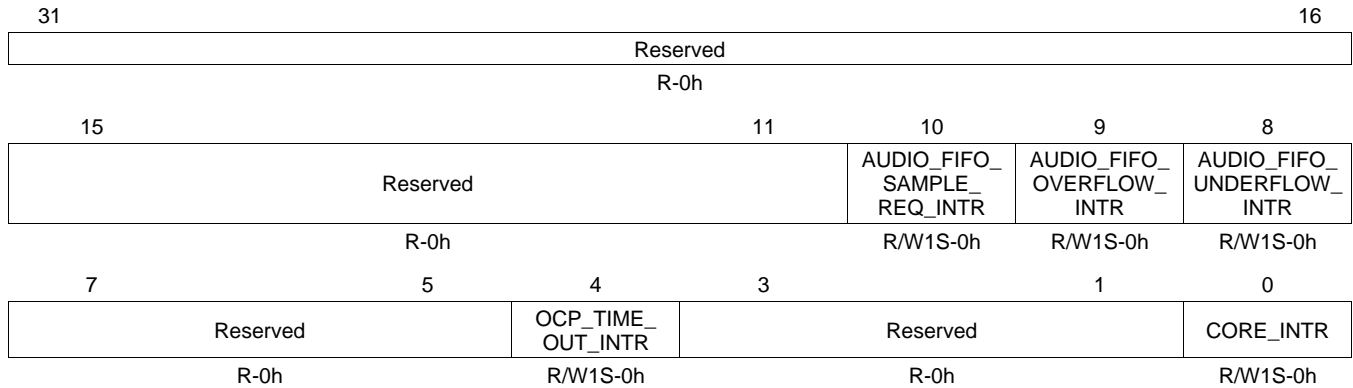 31 16
Reserved
R-0h
15 11 10 9 8
Reserved AUDIO_FIFO_ AUDIO_FIFO_ AUDIO_FIFO_
SAMPLE_ OVERFLOW_ UNDERFLOW_
REQ_INTR INTR INTR
R-0h R/W1S-0h R/W1S-0h R/W1S-0h
7 5 4 3 1 0
Reserved OCP_TIME_ Reserved CORE_INTR
OUT_INTR
R-0h R/W1S-0h R-0h R/W1S-0h